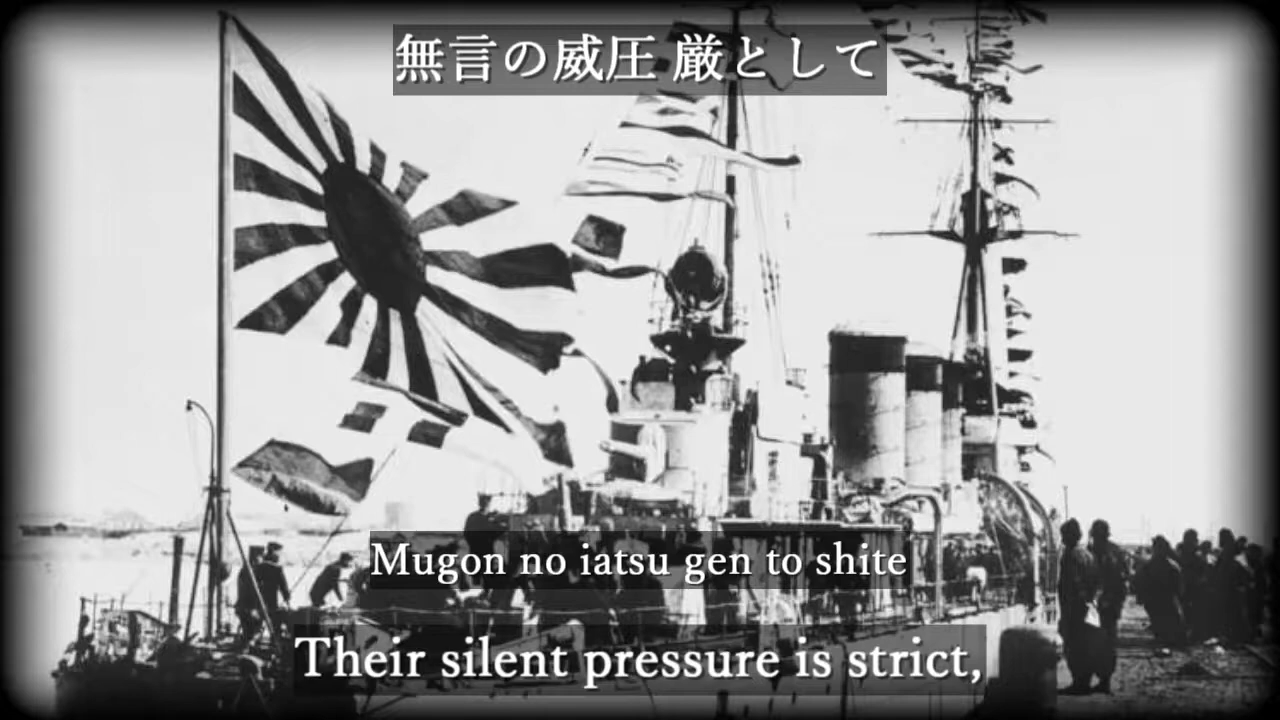 無言の威圧 厳として
Mugon no iatsu gen to shite
Their silent pressure is strict,